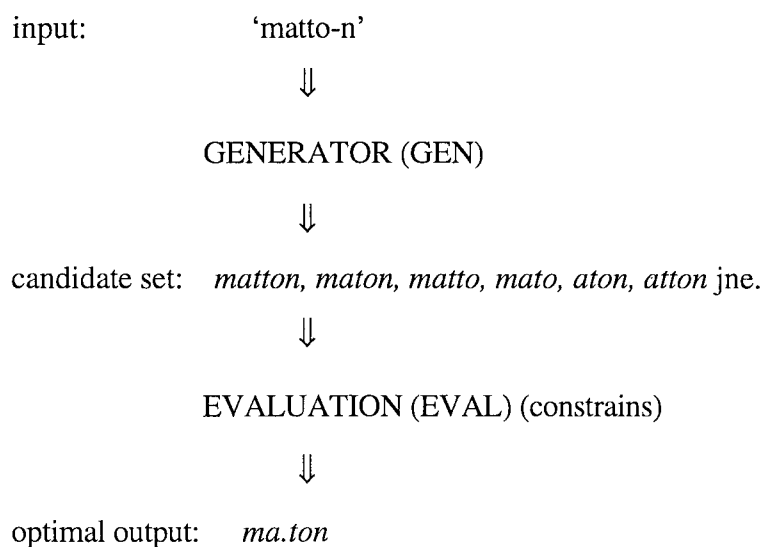 input: ‘matto-n’
⇓
GENERATOR (GEN)
⇓
candidate set: matton, maton, matto, mato, aton, atton jne.
⇓
EVALUATION (EVAL) (constrains)
⇓
optimal output: ma.ton